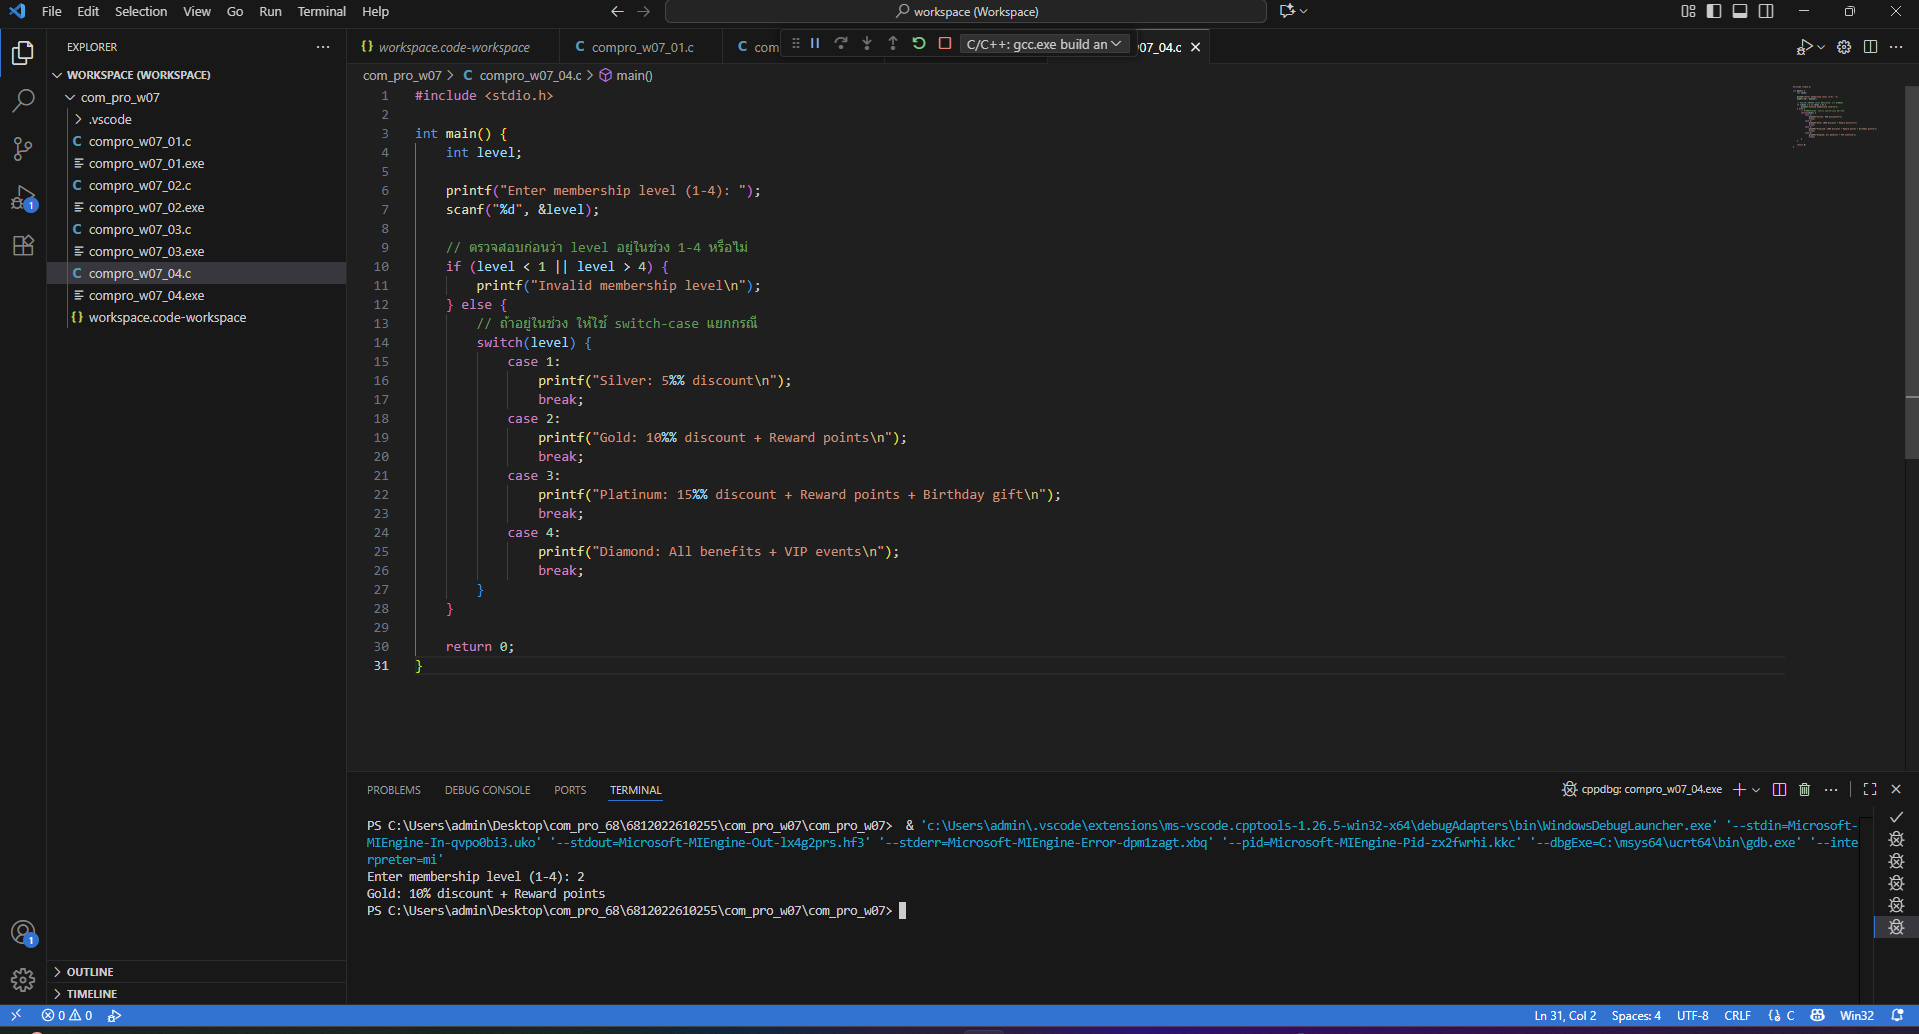 File Edit Selection View Go Run Terminal Help
workspace (Workspace)
EXPLORER
WORKSPACE (WORKSPACE)
com_pro_w07
.vscode
compro_w07_01.c
compro_w07_01.exe
compro_w07_02.c
compro_w07_02.exe
compro_w07_03.c
compro_w07_03.exe
compro_w07_04.c
compro_w07_04.exe
workspace.code-workspace
OUTLINE
TIMELINE
workspace.code-workspace
compro_w07_01.c
com
C/C++: gcc.exe build an
07_04.c
com_pro_w07 > C compro_w07_04.c > main()
1 #include <stdio.h>
2
3 int main() {
4 int level;
5
6 printf("Enter membership level (1-4): ");
7 scanf("%d", &level);
8
9 // ตรวจสอบก่อนว่า level อยู่ในช่วง 1-4 หรือไม่
10 if (level < 1 || level > 4) {
11 printf("Invalid membership level\n");
12 } else {
13 // ถ้าอยู่ในช่วง ให้ใช้ switch-case แยกกรณี
14 switch(level) {
15 case 1:
16 printf("Silver: 5%% discount\n");
17 break;
18 case 2:
19 printf("Gold: 10%% discount + Reward points\n");
20 break;
21 case 3:
22 printf("Platinum: 15%% discount + Reward points + Birthday gift\n");
23 break;
24 case 4:
25 printf("Diamond: All benefits + VIP events\n");
26 break;
27 }
28 }
29
30 return 0;
31 }
PROBLEMS DEBUG CONSOLE PORTS TERMINAL
cppdbg: compro_w07_04.exe
PS C:\Users\admin\Desktop\com_pro_68\6812022610255\com_pro_w07\com_pro_w07> & 'c:\Users\admin\.vscode\extensions\ms-vscode.cpptools-1.26.5-win32-x64\debugAdapters\bin\WindowsDebugLauncher.exe' '--stdin=Microsoft-
MIEngine-In-qvpo0bi3.uko' '--stdout=Microsoft-MIEngine-Out-lx4g2prs.hf3' '--stderr=Microsoft-MIEngine-Error-dpm1zagt.xbq' '--pid=Microsoft-MIEngine-Pid-zx2fwrhi.kkc' '--dbgExe=C:\msys64\ucrt64\bin\gdb.exe' '--inte
rpreter=mi'
Enter membership level (1-4): 2
Gold: 10% discount + Reward points
PS C:\Users\admin\Desktop\com_pro_68\6812022610255\com_pro_w07\com_pro_w07>
0 0
Ln 31, Col 2 Spaces: 4 UTF-8 CRLF C Win32